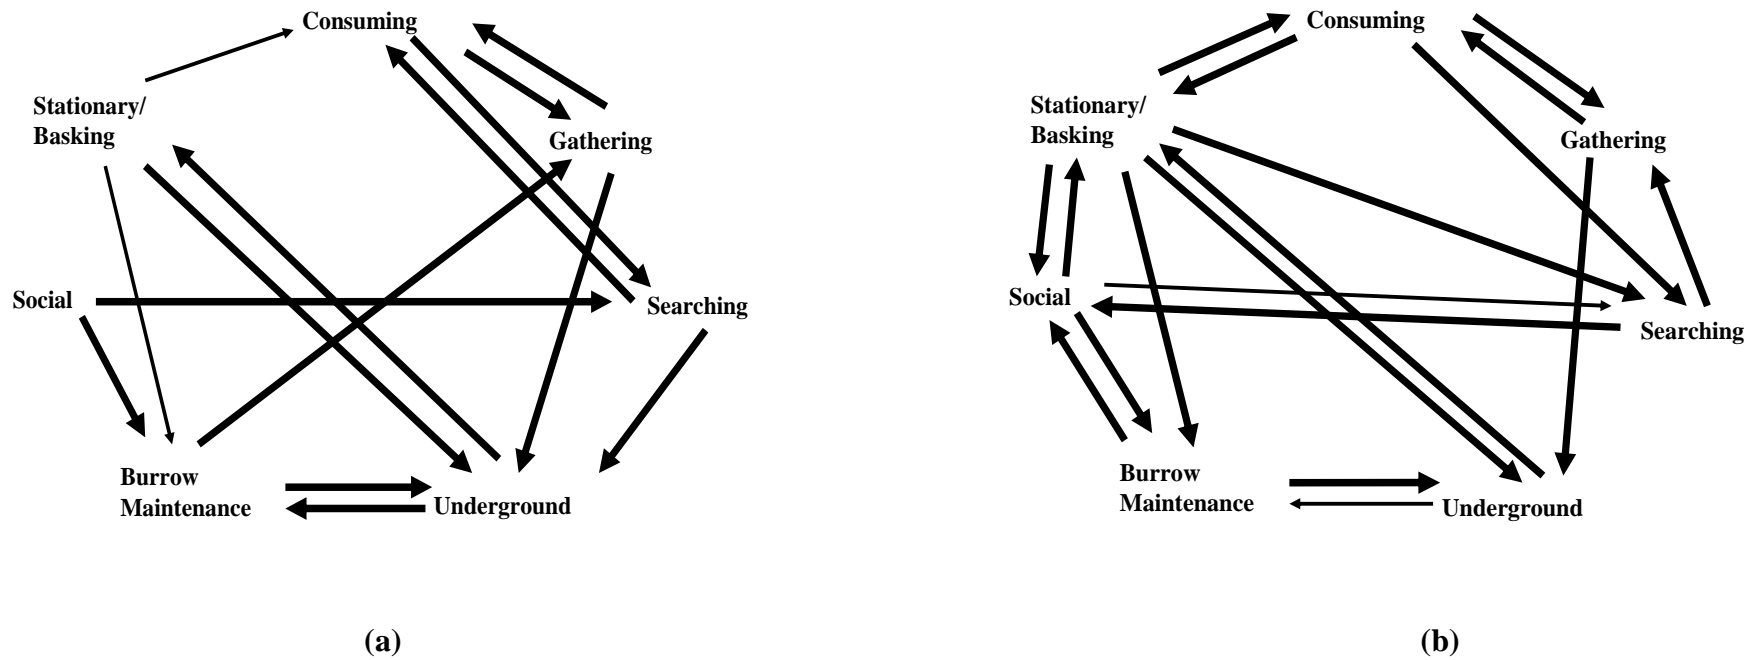 Consuming
Stationary/
Basking
Gathering
Social
Searching
Burrow
Maintenance
Underground
(a)
Consuming
Stationary/
Basking
Gathering
Social
Searching
Burrow
Maintenance
Underground
(b)